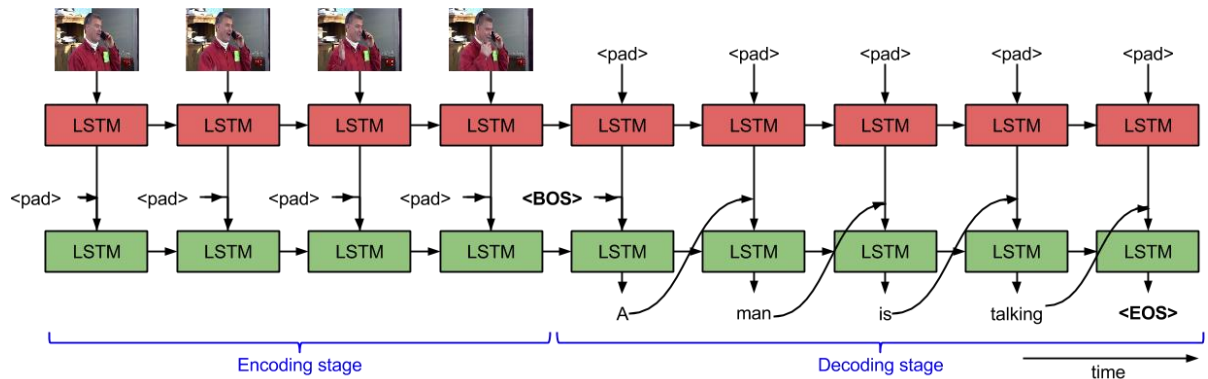 <pad> <pad> <pad> <pad> <pad>
LSTM LSTM LSTM LSTM LSTM LSTM LSTM LSTM LSTM
<pad> <pad> <pad> <pad> <BOS>
LSTM LSTM LSTM LSTM LSTM LSTM LSTM LSTM LSTM
A man is talking <EOS>
Encoding stage Decoding stage
time